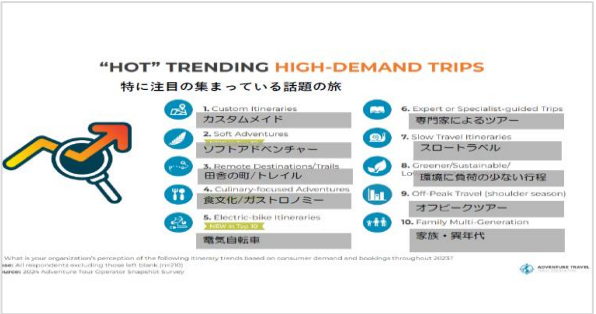 “HOT” TRENDING HIGH-DEMAND TRIPS
特に注目の集まっている話題の旅
1. Custom Itineraries
カスタムメイド
2. Soft Adventures
ソフトアドベンチャー
3. Remote Destinations/Trails
田舎の町/トレイル
4. Culinary-focused Adventures
食文化/ガストロノミー
5. Electric-bike Itineraries
NEW in Top 10
電気自転車
6. Expert or Specialist-guided Trips
専門家によるツアー
7. Slow Travel Itineraries
スロートラベル
8. Greener/Sustainable/
Lo
環境に負荷の少ない行程
9. Off-Peak Travel (shoulder season)
オフピークツアー
10. Family Multi-Generation
家族・異年代
What is your organization's perception of the following itinerary trends based on consumer demand and bookings throughout 2023?
All respondents excluding those left blank (n=210)
2024 Adventure Tour Operator Snapshot Survey
ADVENTURE TRAVEL